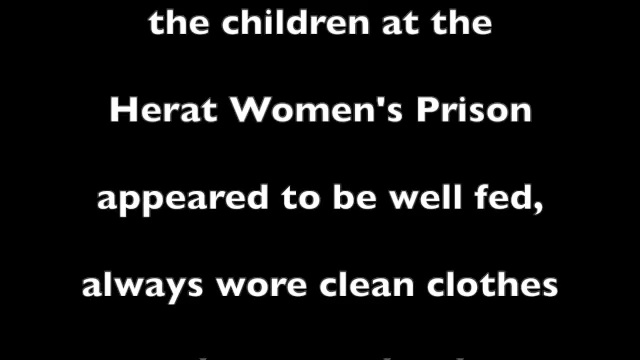 the children at the
Herat Women's Prison
appeared to be well fed,
always wore clean clothes